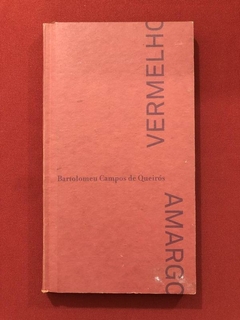 VERMELHO
Bartolomeu Campos de Queirós
AMARGO